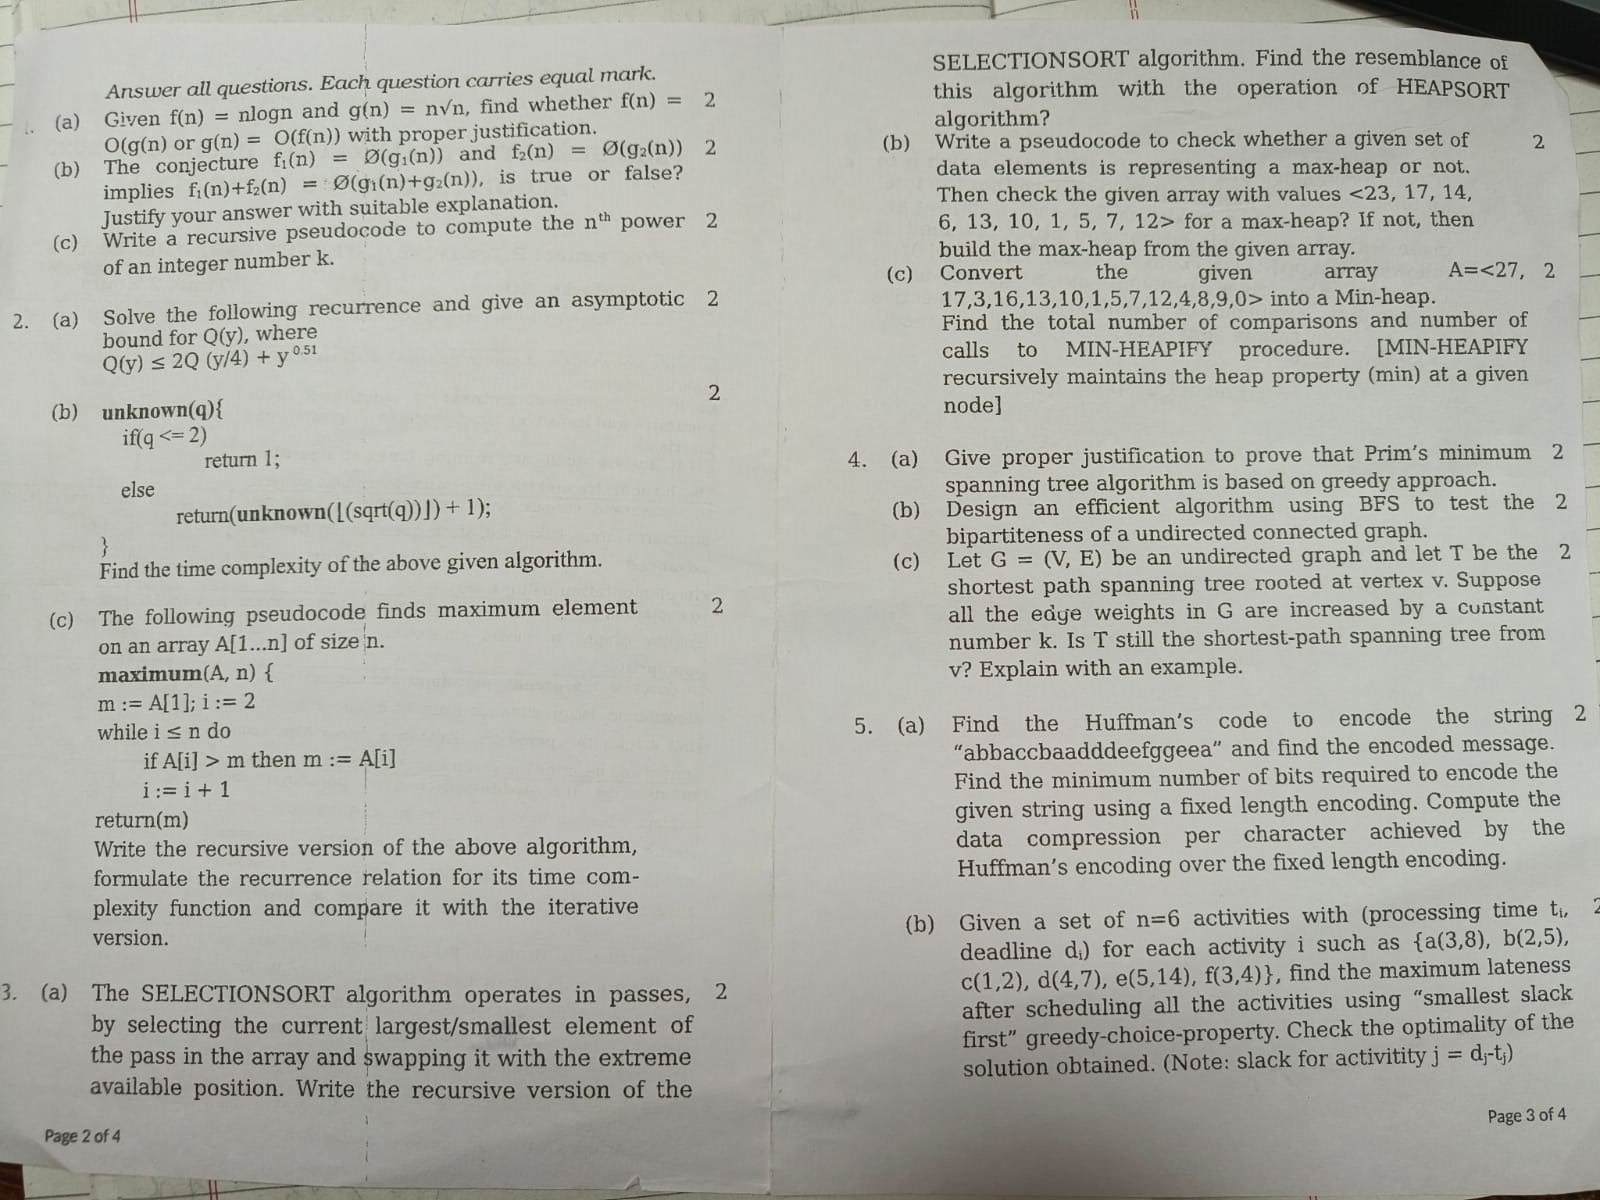 Answer all questions. Each question carries equal mark.
(a) Given f(n) = nlogn and g(n) = n√n, find whether f(n) = 2
O(g(n) or g(n) = O(f(n)) with proper justification.
(b) The conjecture f₁(n) = Ø(g₁(n)) and f₂(n) = Ø(g₂(n)) 2
implies f₁(n)+f₂(n) = Ø(g₁(n)+g₂(n)), is true or false?
Justify your answer with suitable explanation.
(c) Write a recursive pseudocode to compute the nᵗʰ power 2
of an integer number k.
2. (a) Solve the following recurrence and give an asymptotic 2
bound for Q(y), where
Q(y) ≤ 2Q (y/4) + y⁰·⁵¹
2
(b) unknown(q){
if(q <= 2)
return 1;
else
return(unknown(⌊(sqrt(q))⌋) + 1);
}
Find the time complexity of the above given algorithm.
(c) The following pseudocode finds maximum element 2
on an array A[1...n] of size n.
maximum(A, n) {
m := A[1]; i := 2
while i ≤ n do
if A[i] > m then m := A[i]
i := i + 1
return(m)
Write the recursive version of the above algorithm,
formulate the recurrence relation for its time com-
plexity function and compare it with the iterative
version.
3. (a) The SELECTIONSORT algorithm operates in passes, 2
by selecting the current largest/smallest element of
the pass in the array and swapping it with the extreme
available position. Write the recursive version of the
Page 2 of 4
SELECTIONSORT algorithm. Find the resemblance of
this algorithm with the operation of HEAPSORT
algorithm?
(b) Write a pseudocode to check whether a given set of 2
data elements is representing a max-heap or not.
Then check the given array with values <23, 17, 14,
6, 13, 10, 1, 5, 7, 12> for a max-heap? If not, then
build the max-heap from the given array.
(c) Convert the given array A=<27, 2
17,3,16,13,10,1,5,7,12,4,8,9,0> into a Min-heap.
Find the total number of comparisons and number of
calls to MIN-HEAPIFY procedure. [MIN-HEAPIFY
recursively maintains the heap property (min) at a given
node]
4. (a) Give proper justification to prove that Prim's minimum 2
spanning tree algorithm is based on greedy approach.
(b) Design an efficient algorithm using BFS to test the 2
bipartiteness of a undirected connected graph.
(c) Let G = (V, E) be an undirected graph and let T be the 2
shortest path spanning tree rooted at vertex v. Suppose
all the edge weights in G are increased by a constant
number k. Is T still the shortest-path spanning tree from
v? Explain with an example.
5. (a) Find the Huffman's code to encode the string 2
"abbaccbaadddeefggeea" and find the encoded message.
Find the minimum number of bits required to encode the
given string using a fixed length encoding. Compute the
data compression per character achieved by the
Huffman's encoding over the fixed length encoding.
(b) Given a set of n=6 activities with (processing time tᵢ, 2
deadline dᵢ) for each activity i such as {a(3,8), b(2,5),
c(1,2), d(4,7), e(5,14), f(3,4)}, find the maximum lateness
after scheduling all the activities using "smallest slack
first" greedy-choice-property. Check the optimality of the
solution obtained. (Note: slack for activitity j = dⱼ-tⱼ)
Page 3 of 4